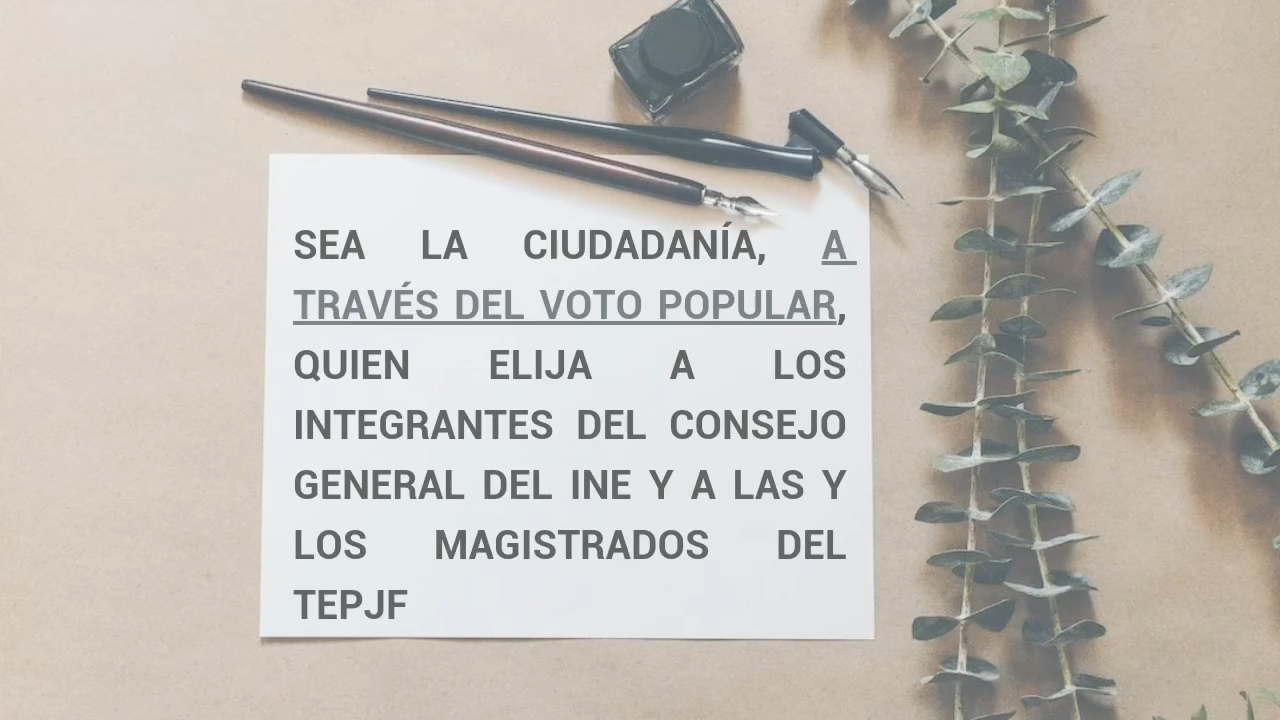 SEA LA CIUDADANÍA, A
TRAVÉS DEL VOTO POPULAR,
QUIEN ELIJA A LOS
INTEGRANTES DEL CONSEJO
GENERAL DEL INE Y A LAS Y
LOS MAGISTRADOS DEL
TEPJF